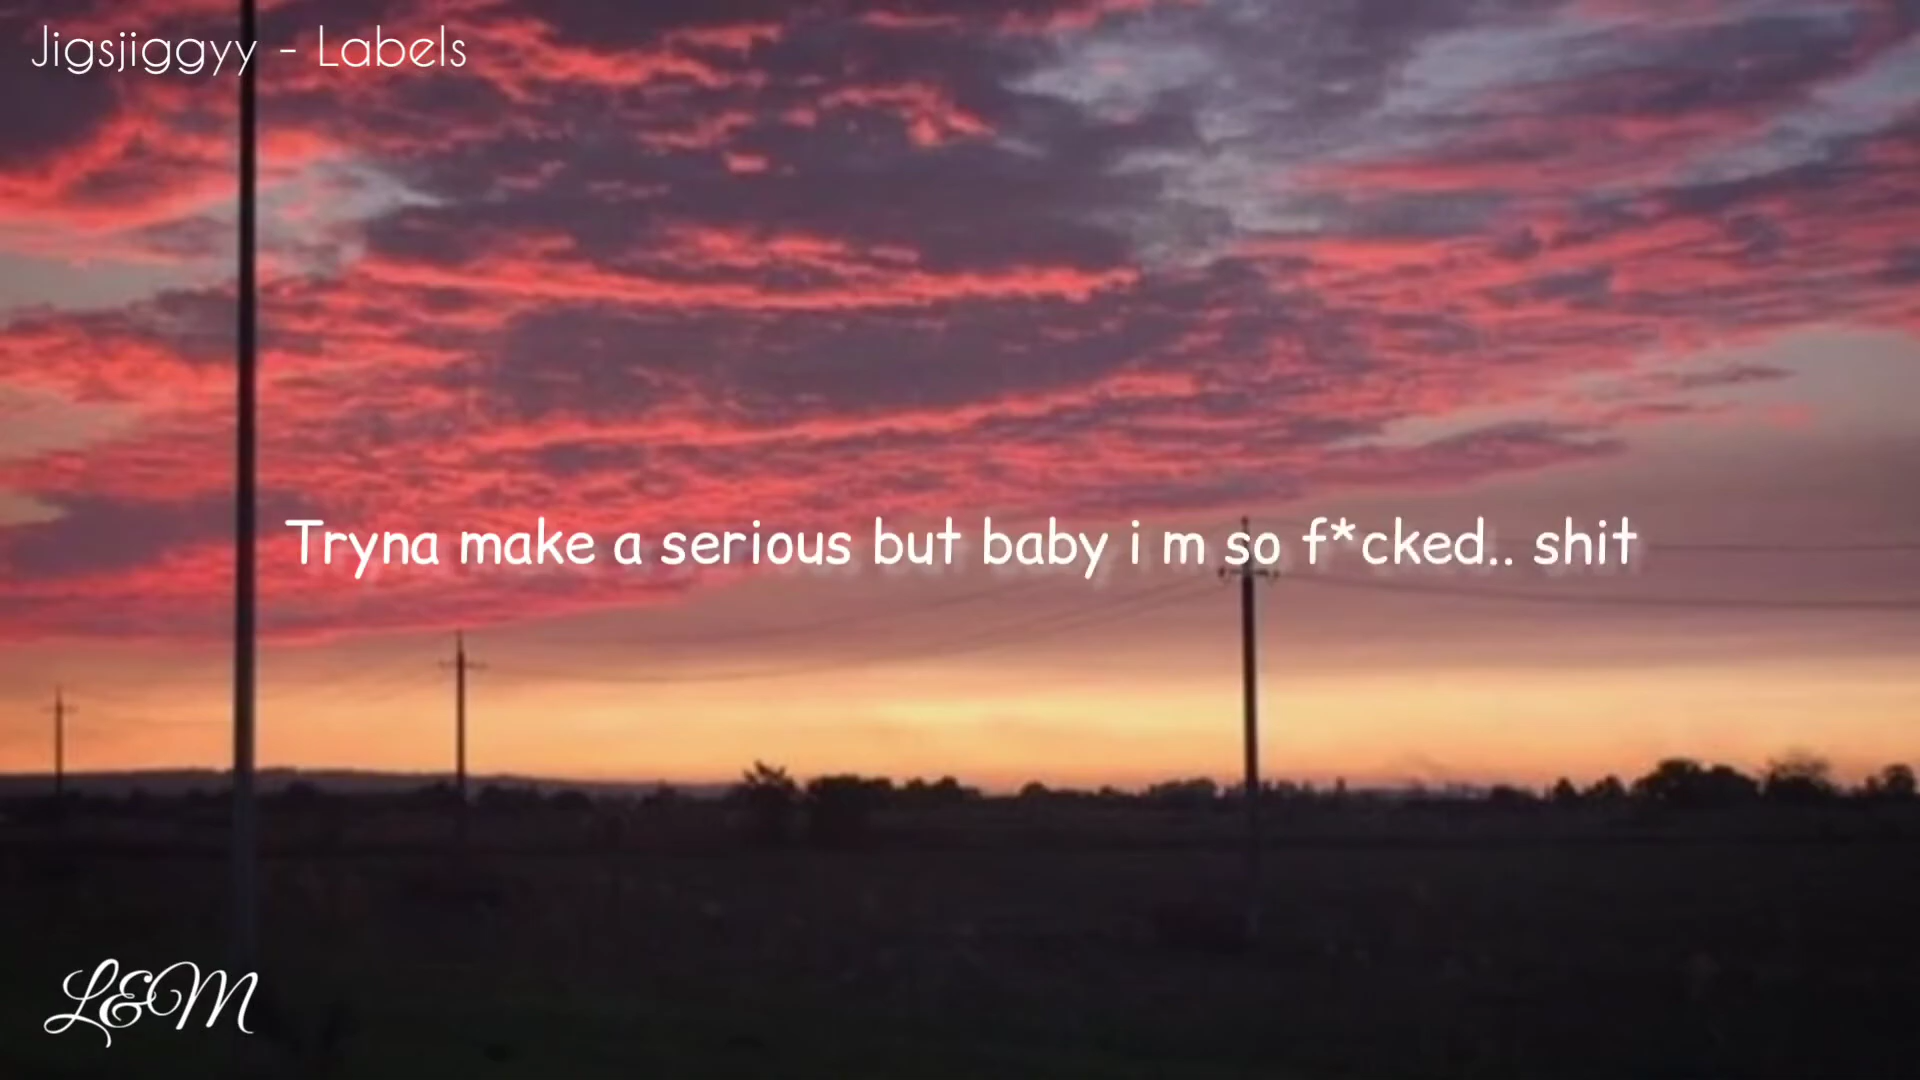 Jigsjiggyy - Labels
Tryna make a serious but baby i m so f*cked.. shit
L&M